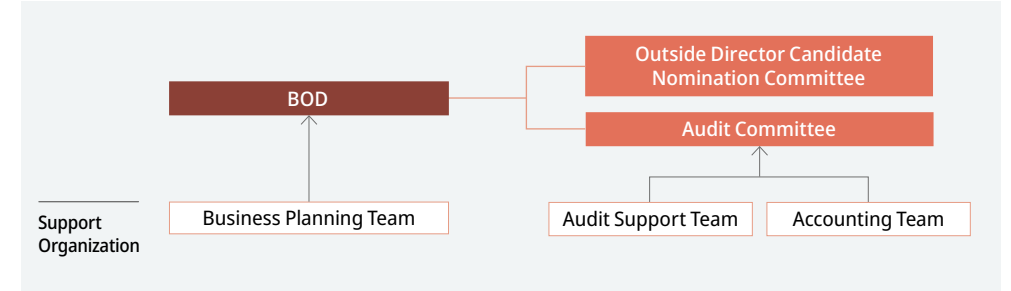 Outside Director Candidate
Nomination Committee
BOD
Audit Committee
Support
Organization
Business Planning Team
Audit Support Team
Accounting Team